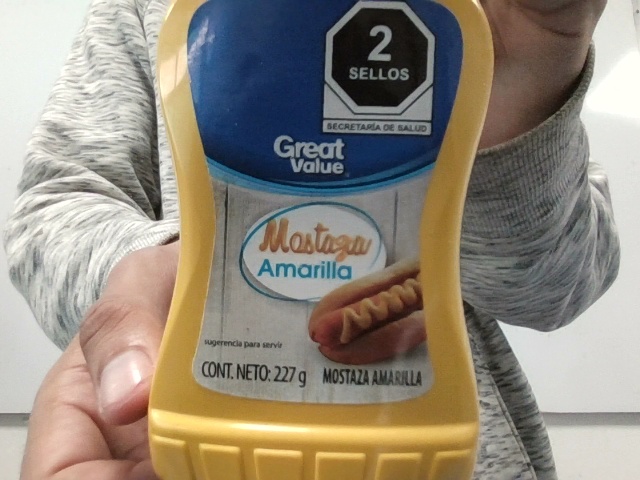 2
SELLOS
SECRETARÍA DE SALUD
Great
Value
Mostaza
Amarilla
sugerencia para servir
CONT. NETO: 227 g
MOSTAZA AMARILLA